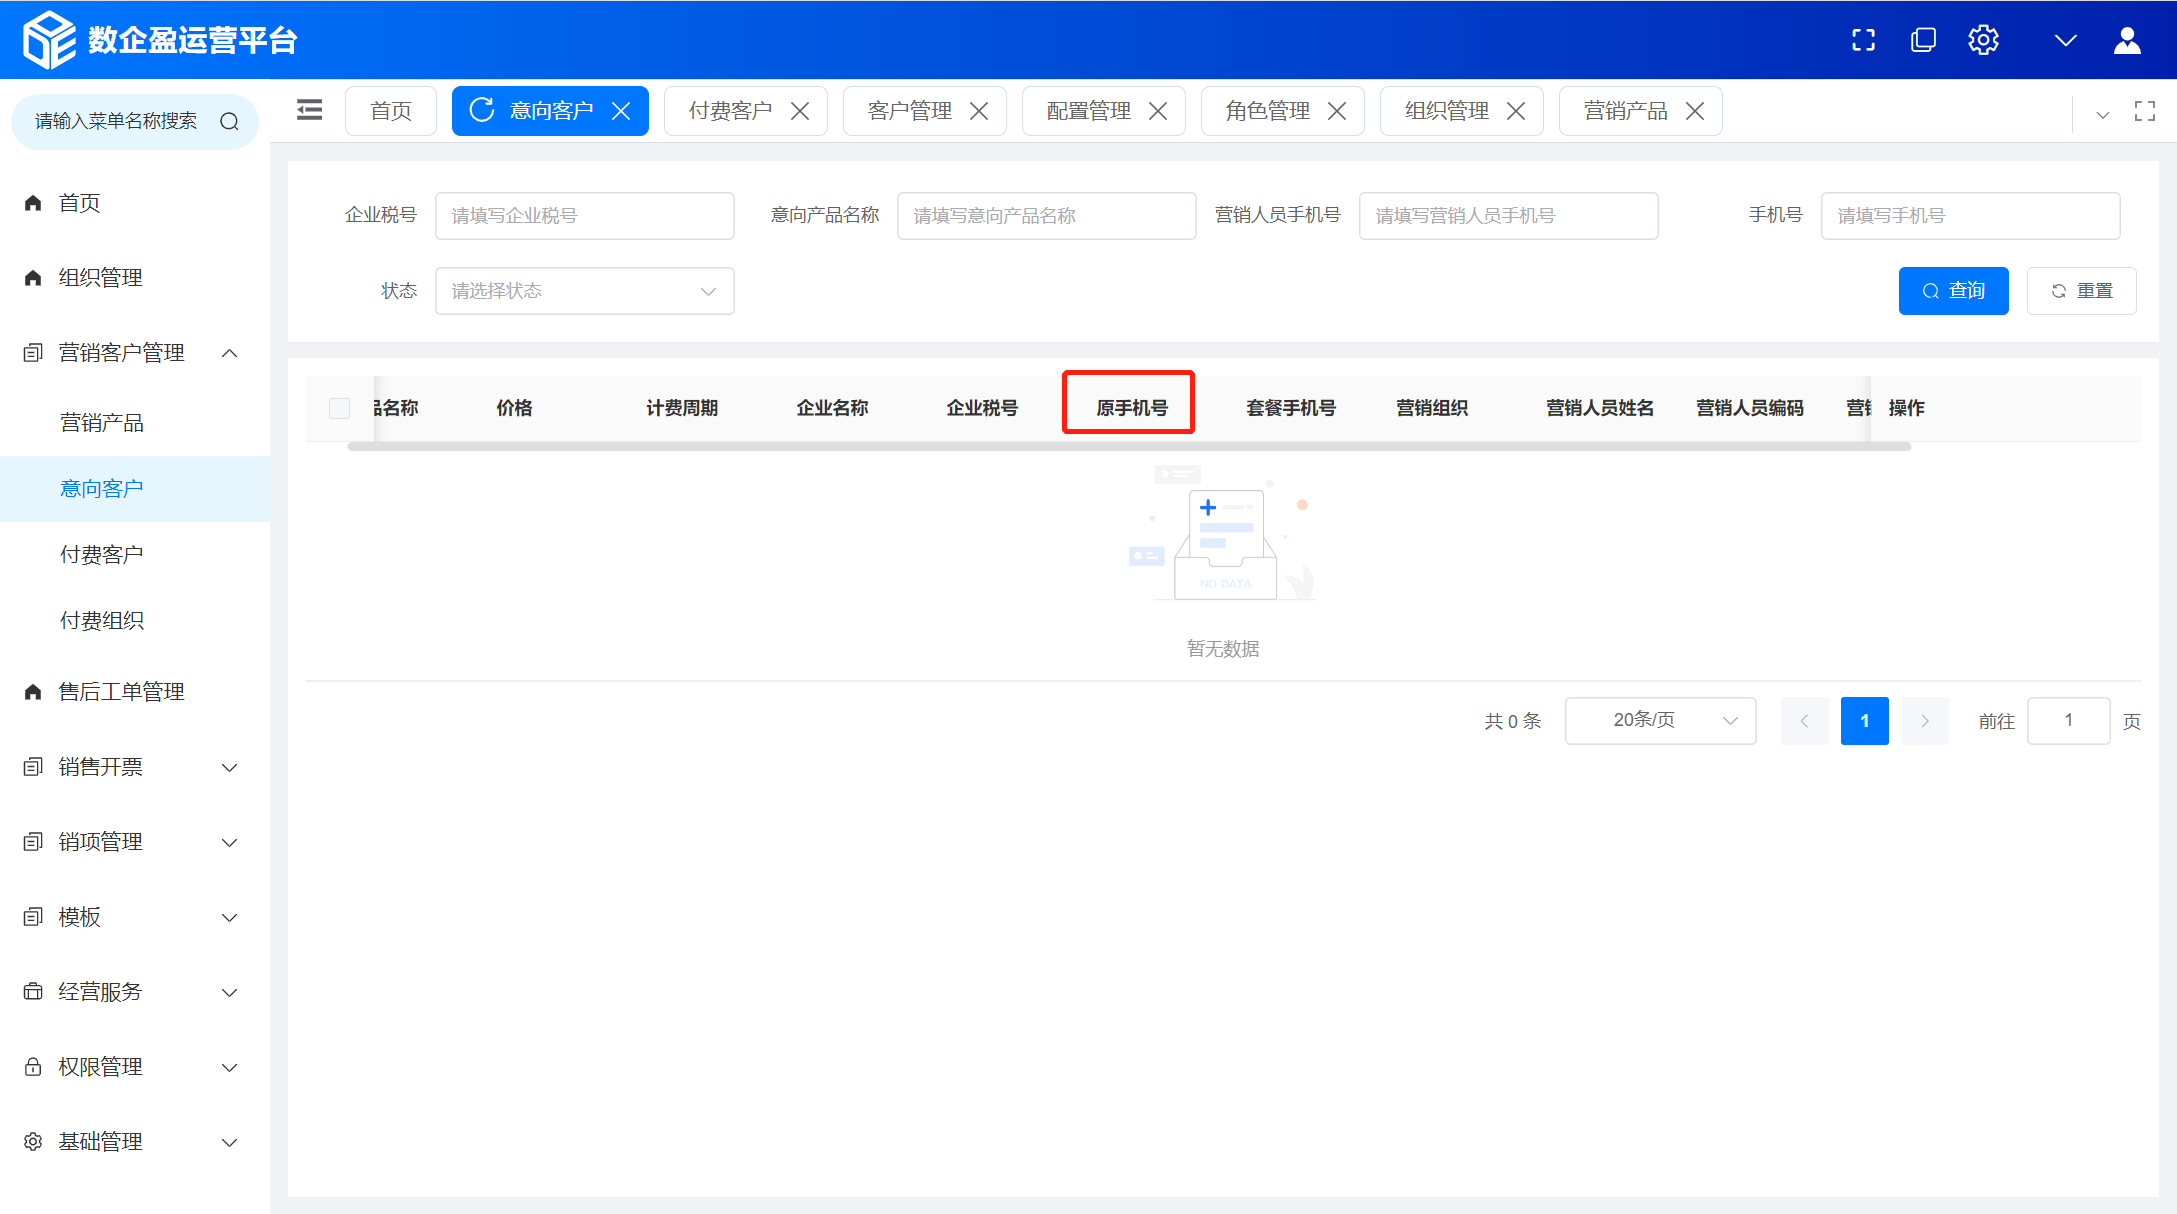 数企盈运营平台
请输入菜单名称搜索
首页
组织管理
营销客户管理
营销产品
意向客户
付费客户
付费组织
售后工单管理
销售开票
销项管理
模板
经营服务
权限管理
基础管理
首页 意向客户 付费客户 客户管理 配置管理 角色管理 组织管理 营销产品
企业税号 请填写企业税号 意向产品名称 请填写意向产品名称 营销人员手机号 请填写营销人员手机号 手机号 请填写手机号
状态 请选择状态 查询 重置
品名称 价格 计费周期 企业名称 企业税号 原手机号 套餐手机号 营销组织 营销人员姓名 营销人员编码 营销 操作
NO DATA
暂无数据
共 0 条 20条/页 1 前往 1 页